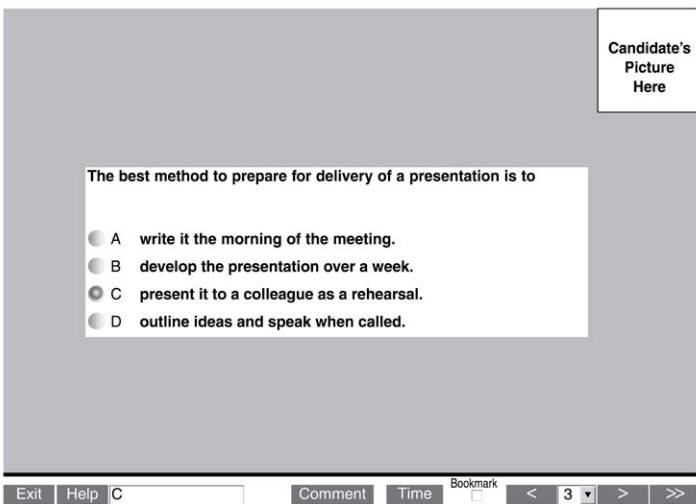 Candidate's
Picture
Here
The best method to prepare for delivery of a presentation is to
A write it the morning of the meeting.
B develop the presentation over a week.
C present it to a colleague as a rehearsal.
D outline ideas and speak when called.
Exit Help C Comment Time Bookmark < 3 > >>